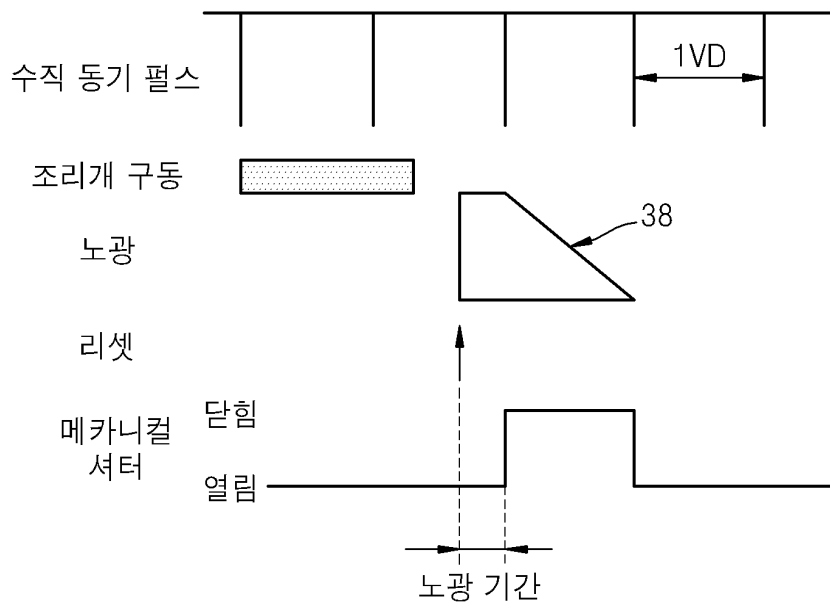 수직 동기 펄스
1VD
조리개 구동
노광
38
리셋
메카니컬
셔터
닫힘
열림
노광 기간